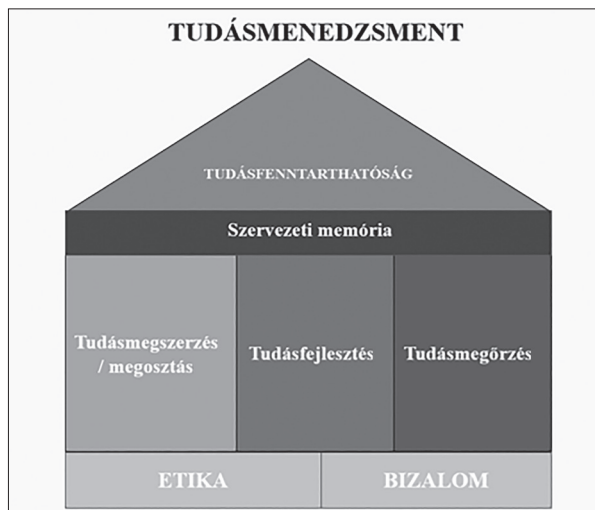 TUDÁSMENEDZSMENT
TUDÁSFENNTARTHATÓSÁG
Szervezeti memória
Tudásmegszerzés
/ megosztás
Tudásfejlesztés
Tudásmegőrzés
ETIKA
BIZALOM